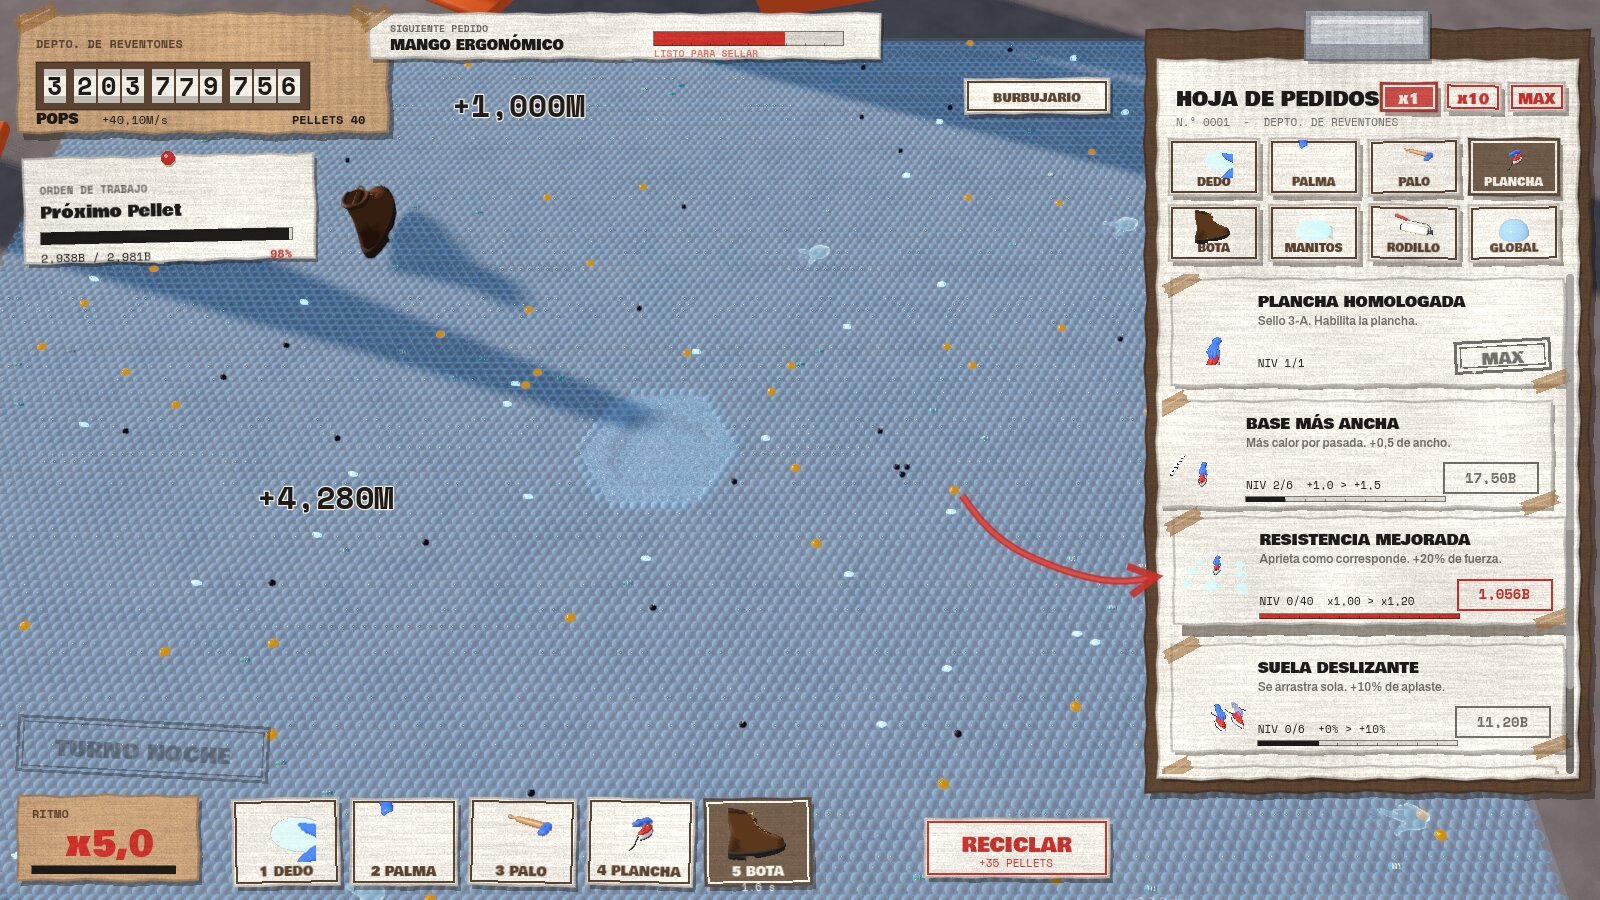 DEPTO. DE REVENTONES
3 203 779 756
POPS +40,10M/s PELLETS 40
SIGUIENTE PEDIDO
MANGO ERGONÓMICO
LISTO PARA SELLAR
+1,000M
BURBUJARIO
ORDEN DE TRABAJO
Próximo Pellet
2,938B / 2,981B 98%
+4,280M
TURNO NOCHE
RITMO
x5,0
1 DEDO
2 PALMA
3 PALO
4 PLANCHA
5 BOTA
1.6 s
RECICLAR
+35 PELLETS
HOJA DE PEDIDOS x1 x10 MAX
N.° 0001 - DEPTO. DE REVENTONES
DEDO PALMA PALO PLANCHA
BOTA MANITOS RODILLO GLOBAL
PLANCHA HOMOLOGADA
Sello 3-A. Habilita la plancha.
NIV 1/1 MAX
BASE MÁS ANCHA
Más calor por pasada. +0,5 de ancho.
NIV 2/6 +1,0 > +1,5 17,50B
RESISTENCIA MEJORADA
Aprieta como corresponde. +20% de fuerza.
NIV 0/40 x1,00 > x1,20 1,056B
SUELA DESLIZANTE
Se arrastra sola. +10% de aplaste.
NIV 0/6 +0% > +10% 11,20B